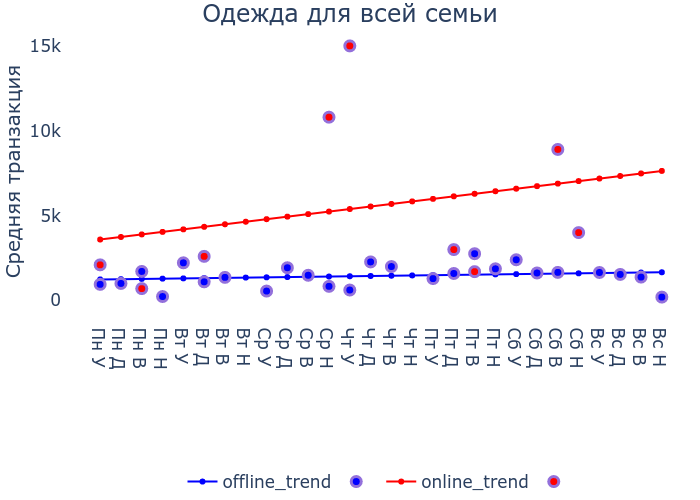 Одежда для всей семьи
Средняя транзакция
15k
10k
5k
0
Пн У
Пн Д
Пн В
Пн Н
Вт У
Вт Д
Вт В
Вт Н
Ср У
Ср Д
Ср В
Ср Н
Чт У
Чт Д
Чт В
Чт Н
Пт У
Пт Д
Пт В
Пт Н
Сб У
Сб Д
Сб В
Сб Н
Вс У
Вс Д
Вс В
Вс Н
offline_trend
online_trend